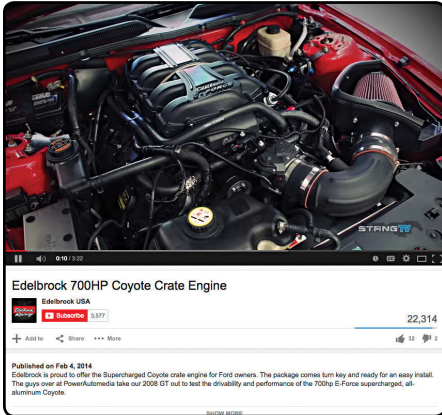 STANGTV
0:10 / 3:22
Edelbrock 700HP Coyote Crate Engine
Edelbrock USA
Subscribe 3,577
22,314
Add to Share More
32 2
Published on Feb 4, 2014
Edelbrock is proud to offer the Supercharged Coyote crate engine for Ford owners. The package comes turn key and ready for an easy install.
The guys over at PowerAutomedia take our 2008 GT out to test the drivability and performance of the 700hp E-Force supercharged, all-
aluminum Coyote.
SHOW MORE